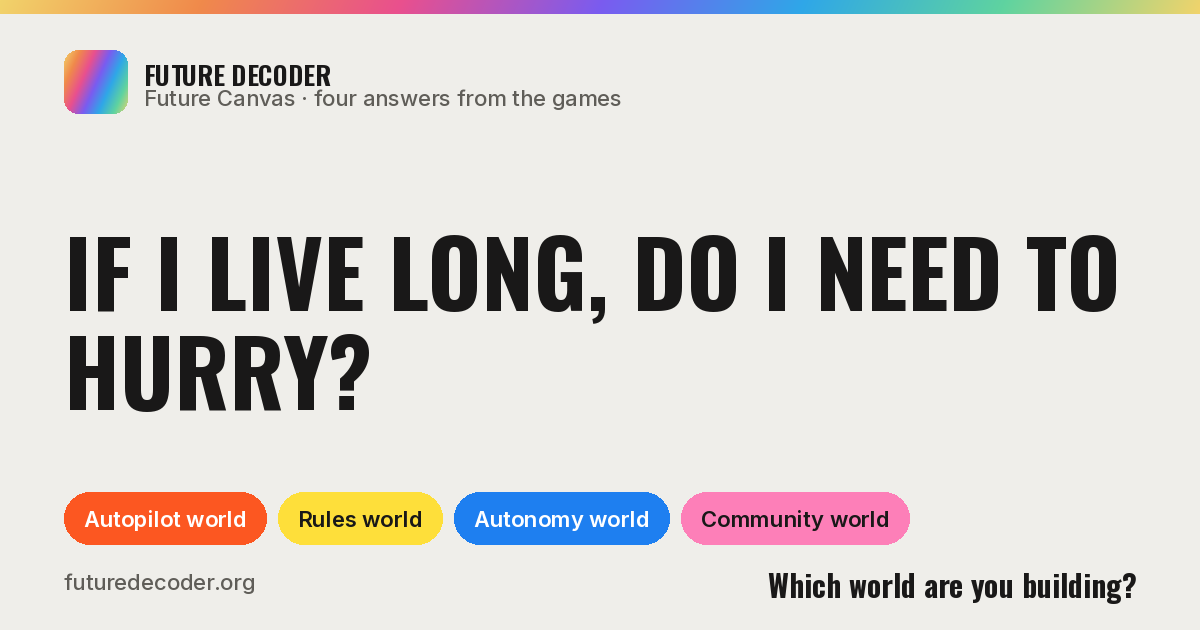 FUTURE DECODER
Future Canvas · four answers from the games
IF I LIVE LONG, DO I NEED TO
HURRY?
Autopilot world
Rules world
Autonomy world
Community world
futuredecoder.org
Which world are you building?